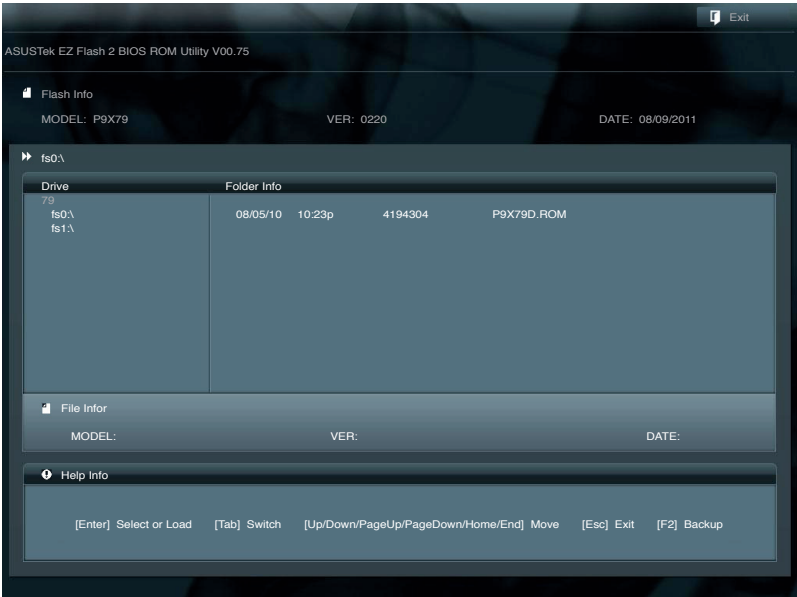 Exit
ASUSTek EZ Flash 2 BIOS ROM Utility V00.75
Flash Info
MODEL: P9X79 VER: 0220 DATE: 08/09/2011
fs0:\
Drive Folder Info
79
fs0:\ 08/05/10 10:23p 4194304 P9X79D.ROM
fs1:\
File Infor
MODEL: VER: DATE:
Help Info
[Enter] Select or Load [Tab] Switch [Up/Down/PageUp/PageDown/Home/End] Move [Esc] Exit [F2] Backup